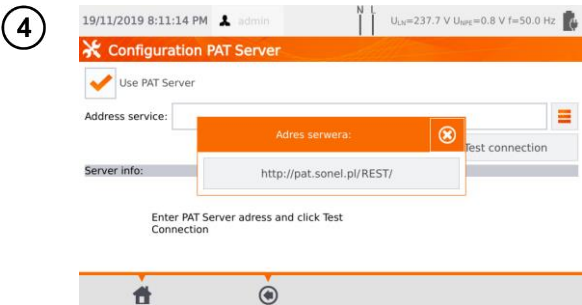 4
19/11/2019 8:11:14 PM admin N L U_LN=237.7 V U_NPE=0.8 V f=50.0 Hz
Configuration PAT Server
Use PAT Server
Address service:
Adres serwera:
Test connection
Server info:
http://pat.sonel.pl/REST/
Enter PAT Server adress and click Test
Connection